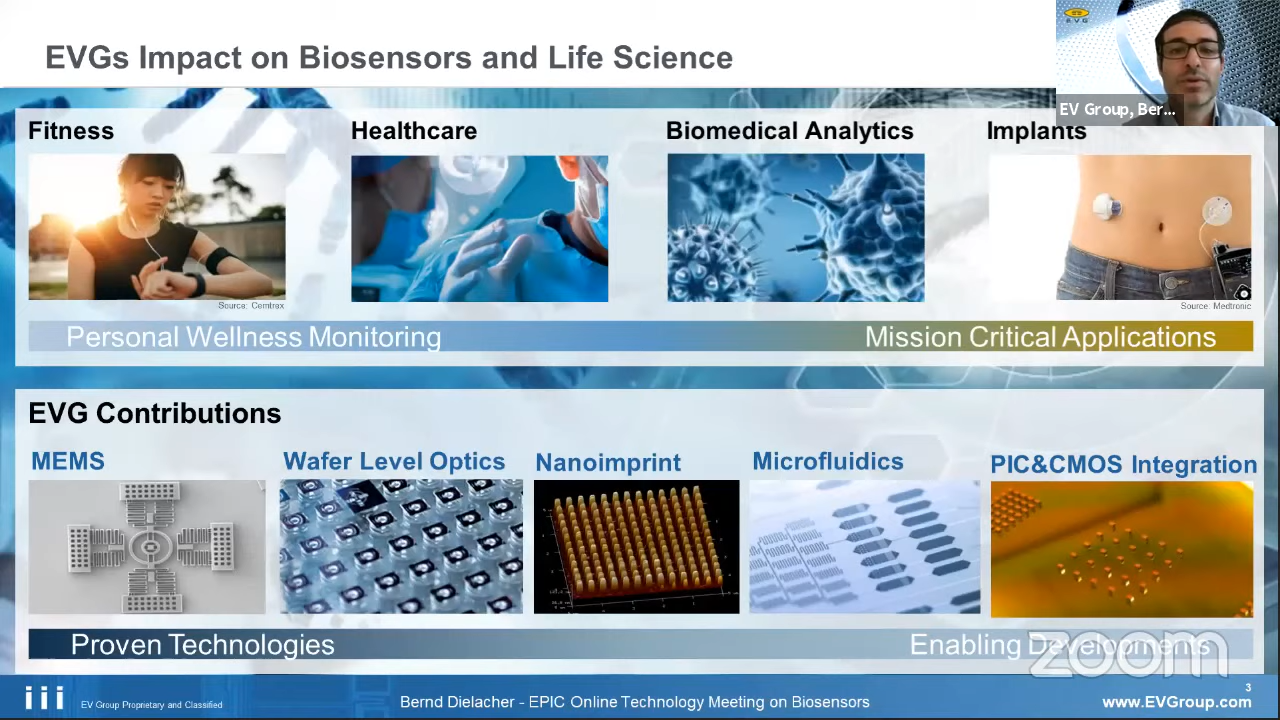 EVGs Impact on Biosensors and Life Science
EVG
EV Group, Ber...
Fitness
Healthcare
Biomedical Analytics
Implants
Source: Cemtrex
Source: Medtronic
Personal Wellness Monitoring
Mission Critical Applications
EVG Contributions
MEMS
Wafer Level Optics
Nanoimprint
Microfluidics
PIC&CMOS Integration
Proven Technologies
Enabling Developments
zoom
iii
EV Group Proprietary and Classified
Bernd Dielacher - EPIC Online Technology Meeting on Biosensors
3
www.EVGroup.com